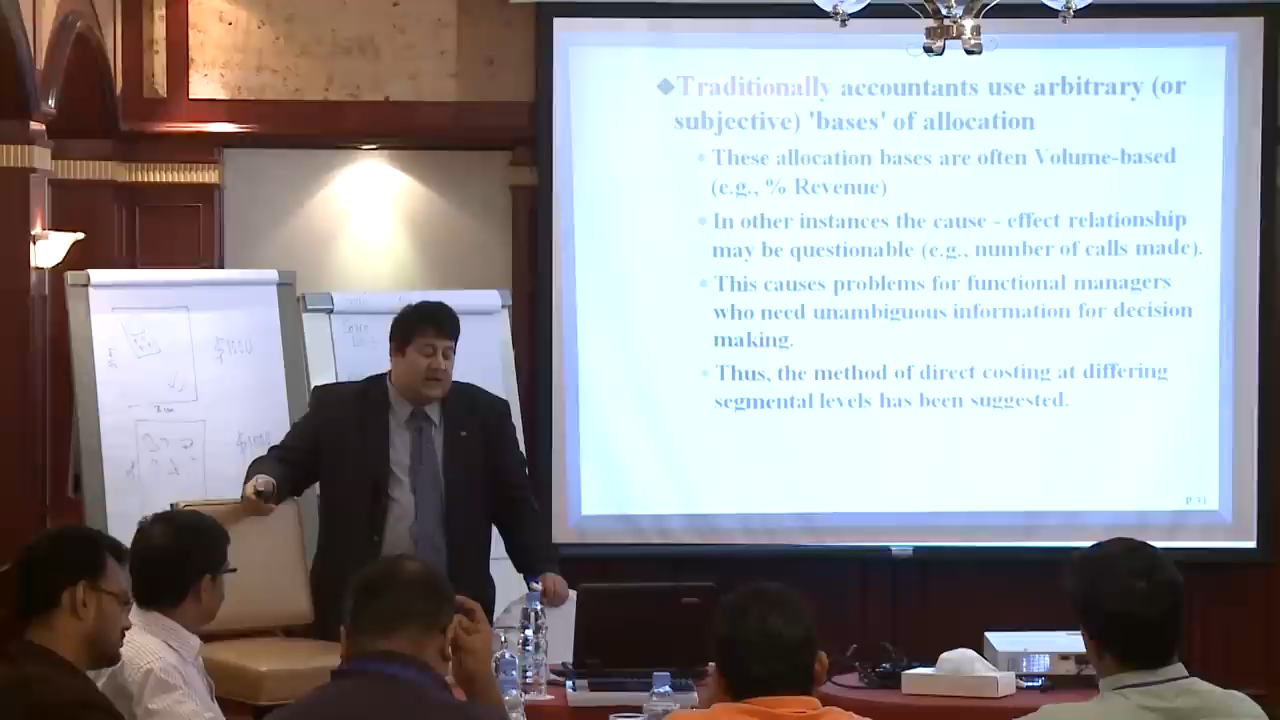 ◆Traditionally accountants use arbitrary (or
subjective) 'bases' of allocation
• These allocation bases are often Volume-based
(e.g., % Revenue)
• In other instances the cause - effect relationship
may be questionable (e.g., number of calls made).
• This causes problems for functional managers
who need unambiguous information for decision
making.
• Thus, the method of direct costing at differing
segmental levels has been suggested.